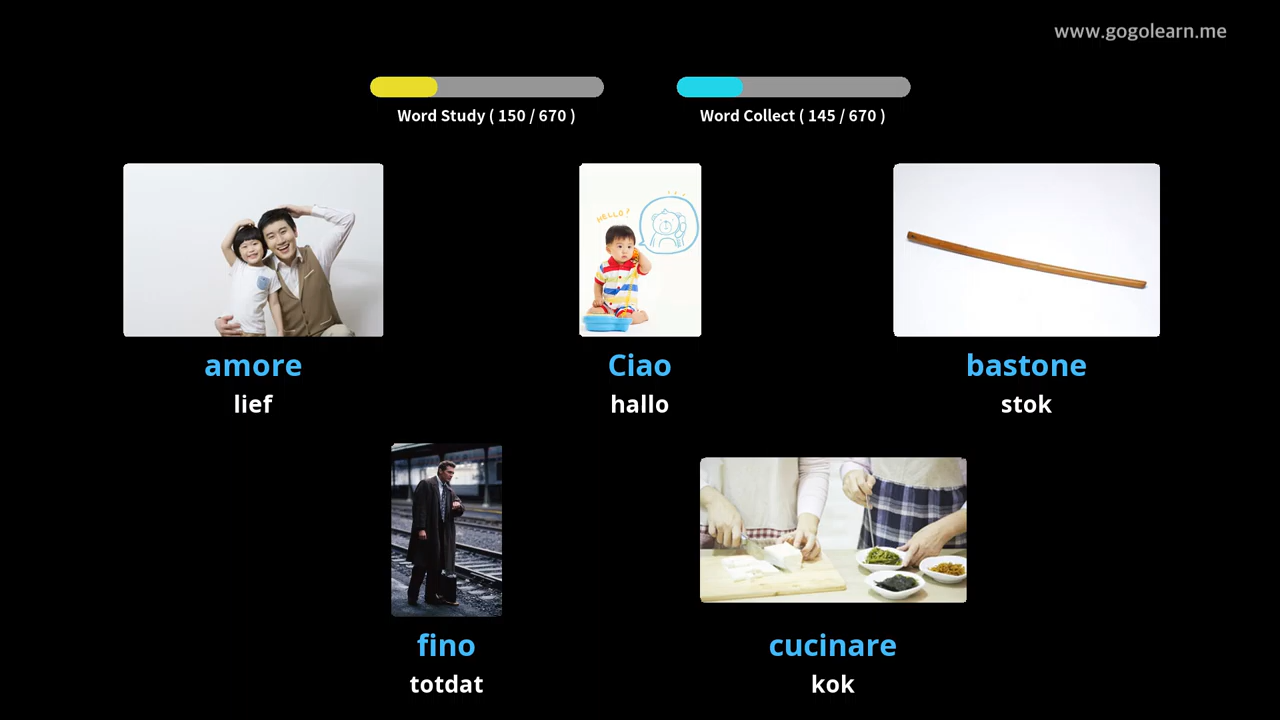 www.gogolearn.me
Word Study ( 150 / 670 )
Word Collect ( 145 / 670 )
HELLO?
amore
lief
Ciao
hallo
bastone
stok
fino
totdat
cucinare
kok